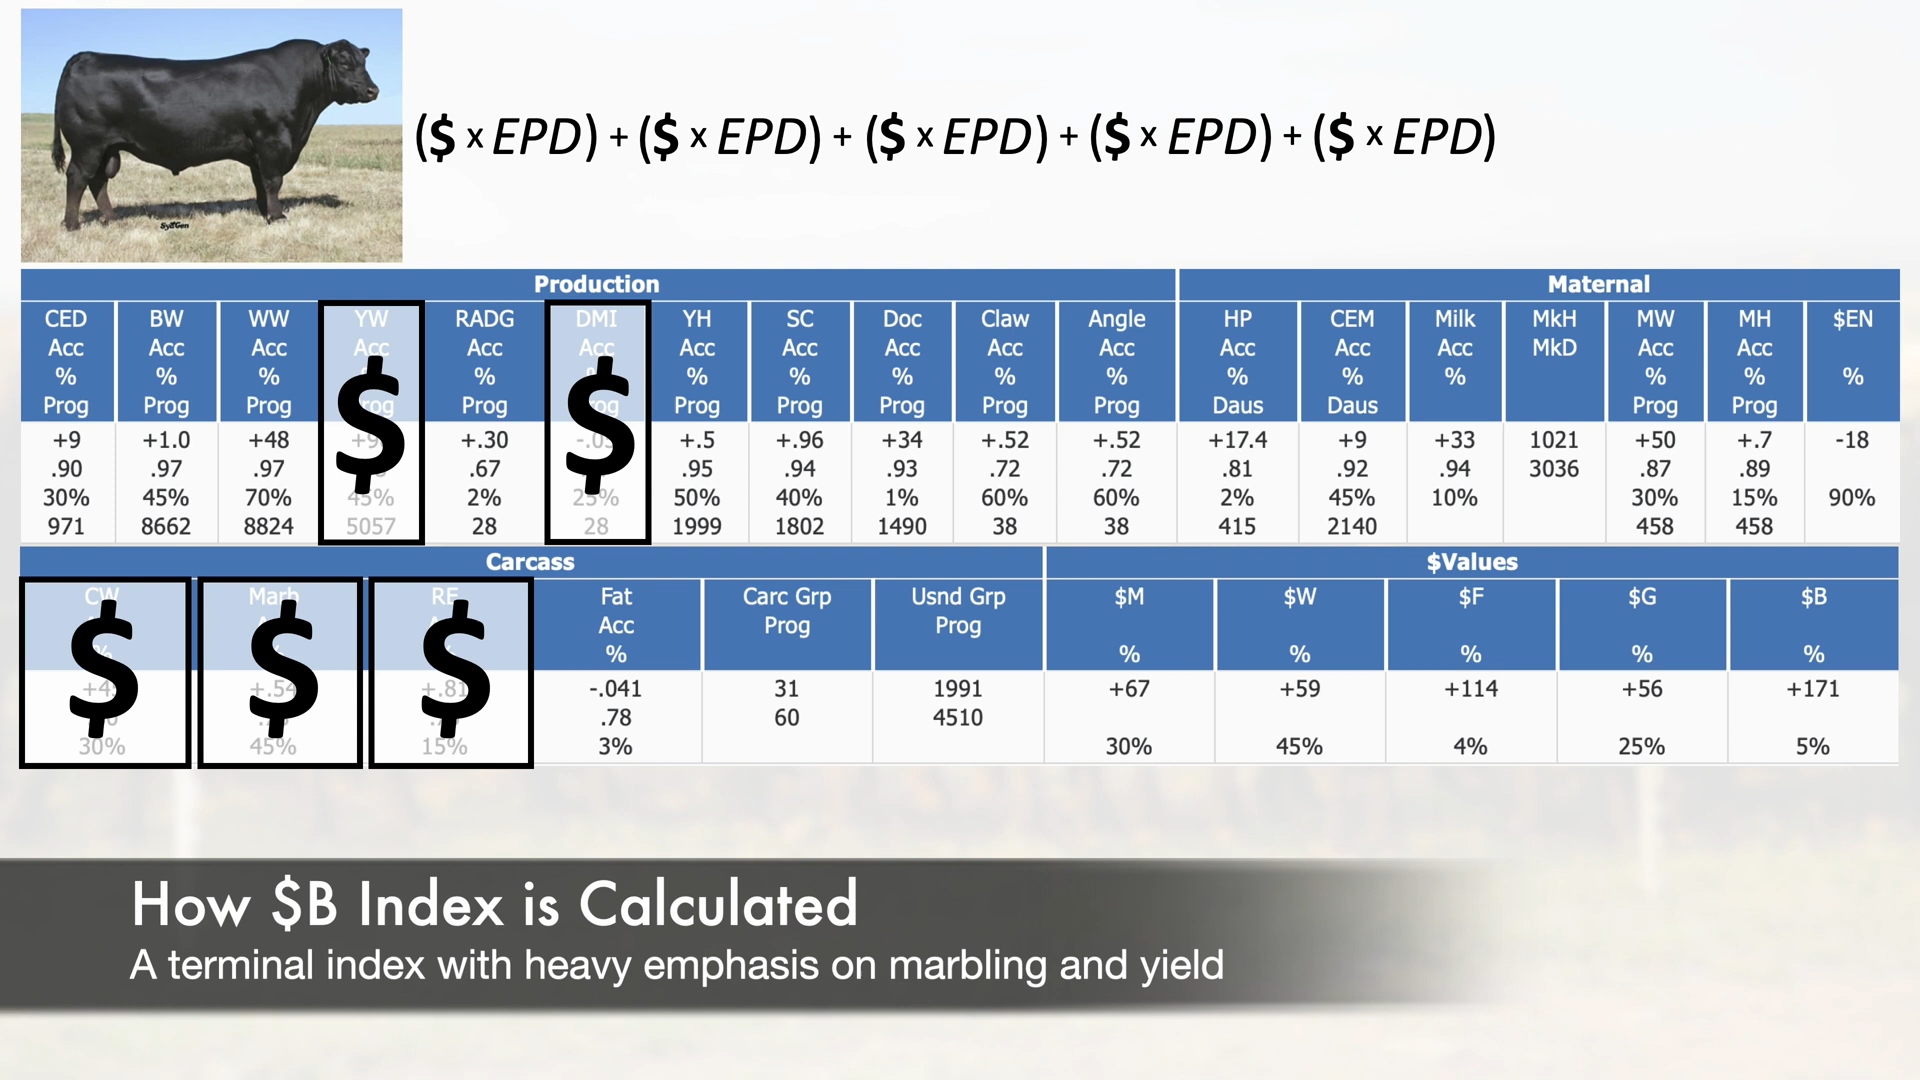 SydGen
($ x EPD) + ($ x EPD) + ($ x EPD) + ($ x EPD) + ($ x EPD)
Production Maternal
CED BW WW YW RADG DMI YH SC Doc Claw Angle HP CEM Milk MkH MW MH $EN
Acc Acc Acc Acc Acc Acc Acc Acc Acc Acc Acc Acc Acc Acc MkD Acc Acc
% % % % % % % % % % % % % % %
Prog Prog Prog Prog Prog Prog Prog Prog Prog Daus Daus Prog Prog
+9 +1.0 +48 +.30 +.5 +.96 +34 +.52 +.52 +17.4 +9 +33 1021 +50 +.7 -18
.90 .97 .97 .67 .95 .94 .93 .72 .72 .81 .92 .94 3036 .87 .89
30% 45% 70% 45% 2% 25% 50% 40% 1% 60% 60% 2% 45% 10% 30% 15% 90%
971 8662 8824 5057 28 28 1999 1802 1490 38 38 415 2140 458 458
$ $
Carcass $Values
CW Marb RE Fat Carc Grp Usnd Grp $M $W $F $G $B
Acc Prog Prog
% % % % % %
-.041 31 1991 +67 +59 +114 +56 +171
.78 60 4510
30% 45% 15% 3% 30% 45% 4% 25% 5%
$ $ $
How $B Index is Calculated
A terminal index with heavy emphasis on marbling and yield